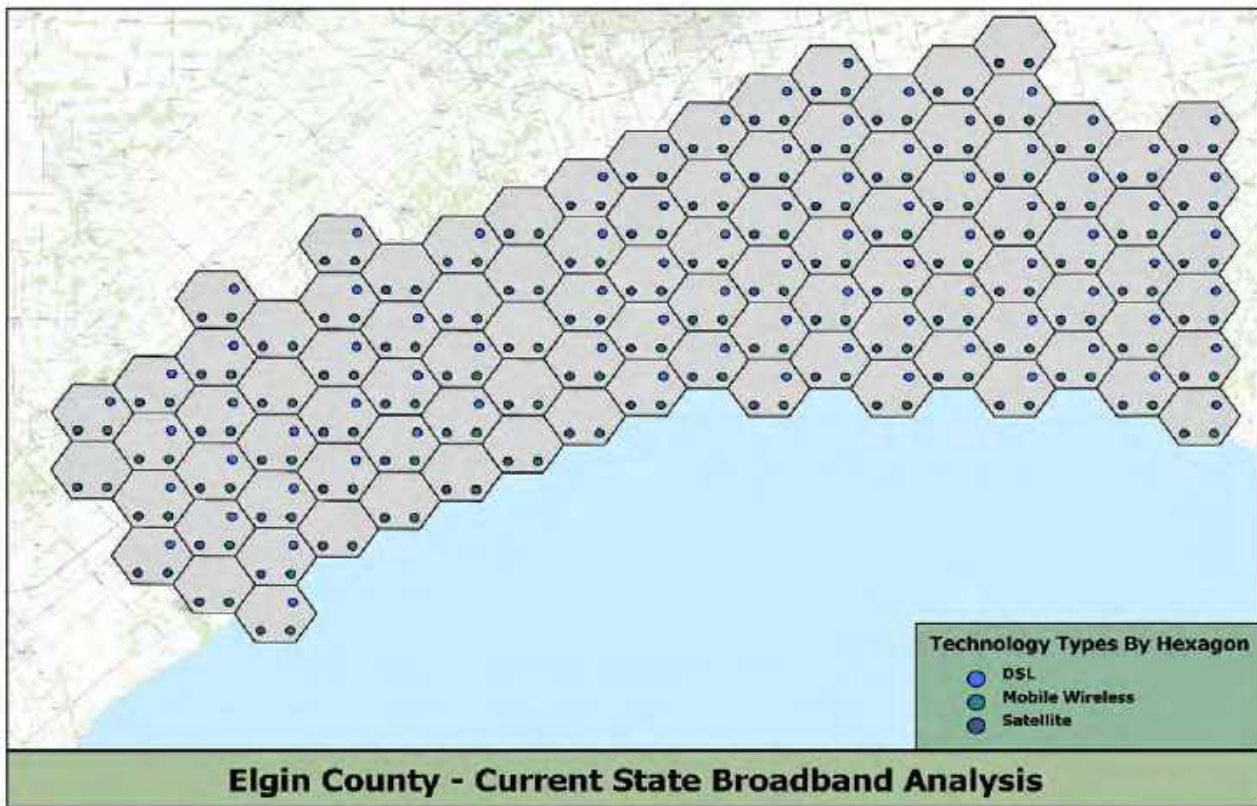 Technology Types By Hexagon
DSL
Mobile Wireless
Satellite
Elgin County - Current State Broadband Analysis